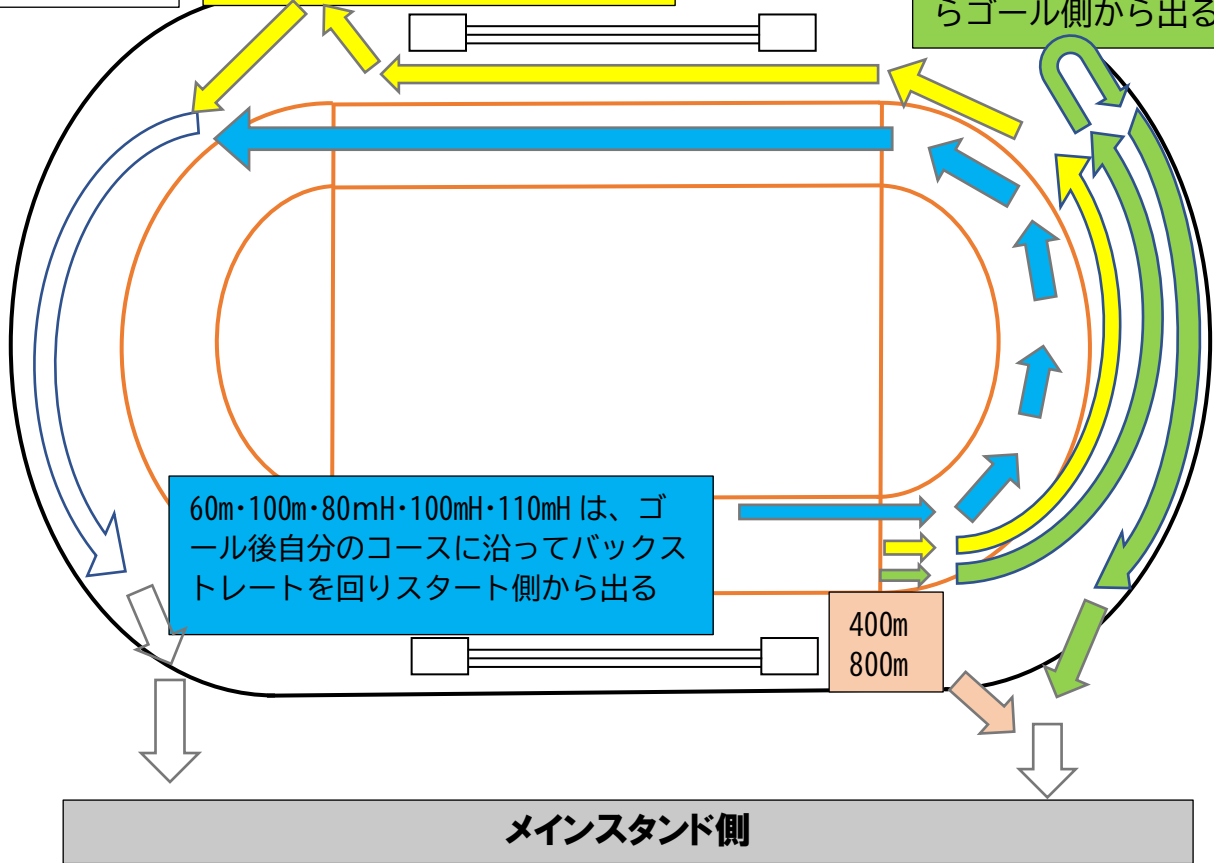 らゴール側から出る
60m・100m・80mH・100mH・110mH は、ゴ
ール後自分のコースに沿ってバックス
トレートを回りスタート側から出る
400m
800m
メインスタンド側